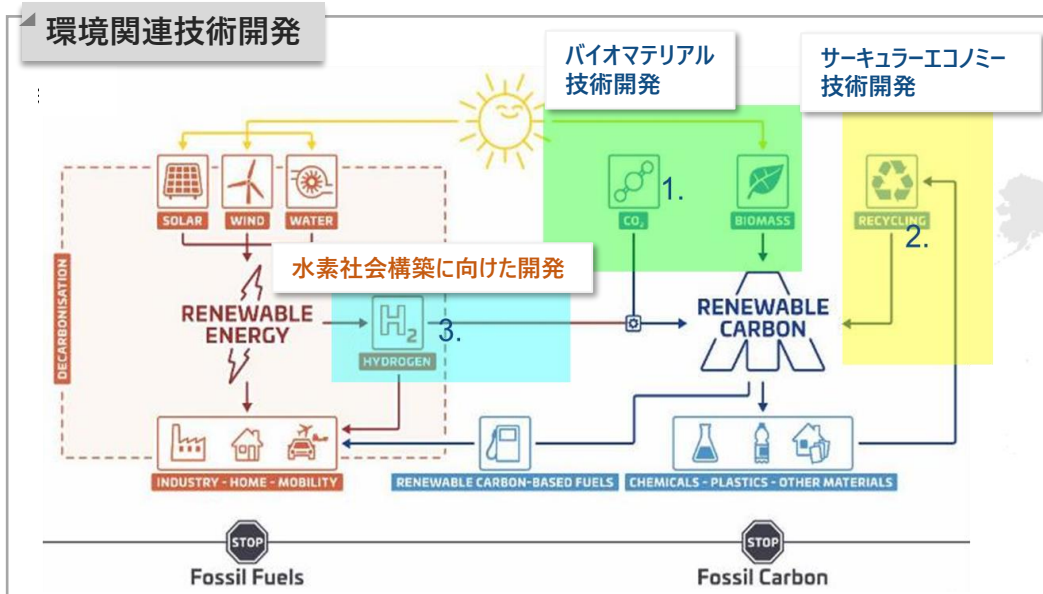 環境関連技術開発
バイオマテリアル
技術開発
サーキュラーエコノミー
技術開発
1.
SOLAR
WIND
WATER
CO₂
BIOMASS
RECYCLING
2.
水素社会構築に向けた開発
DECARBONISATION
RENEWABLE
ENERGY
H₂
3.
HYDROGEN
RENEWABLE
CARBON
INDUSTRY - HOME - MOBILITY
RENEWABLE CARBON-BASED FUELS
CHEMICALS - PLASTICS - OTHER MATERIALS
STOP
Fossil Fuels
STOP
Fossil Carbon